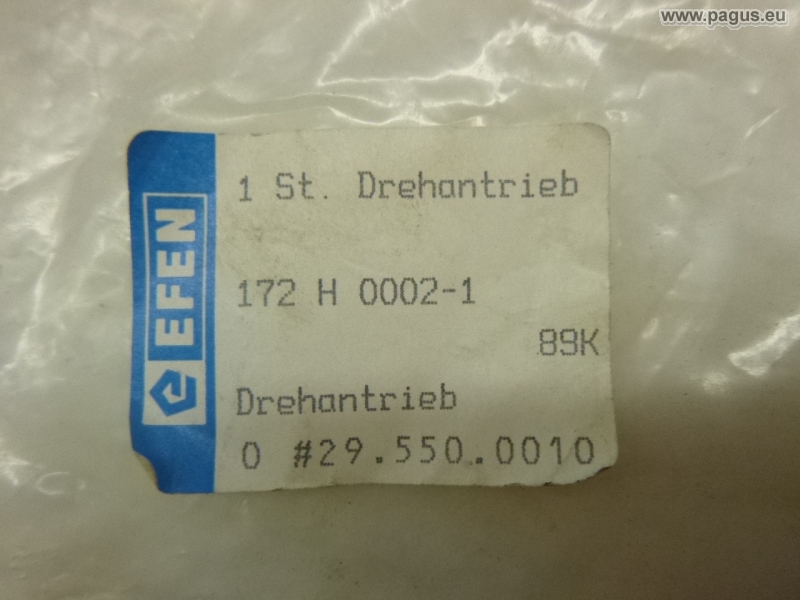 www.pagus.eu
EFEN
1 St. Drehantrieb
172 H 0002-1
89K
Drehantrieb
0 #29.550.0010